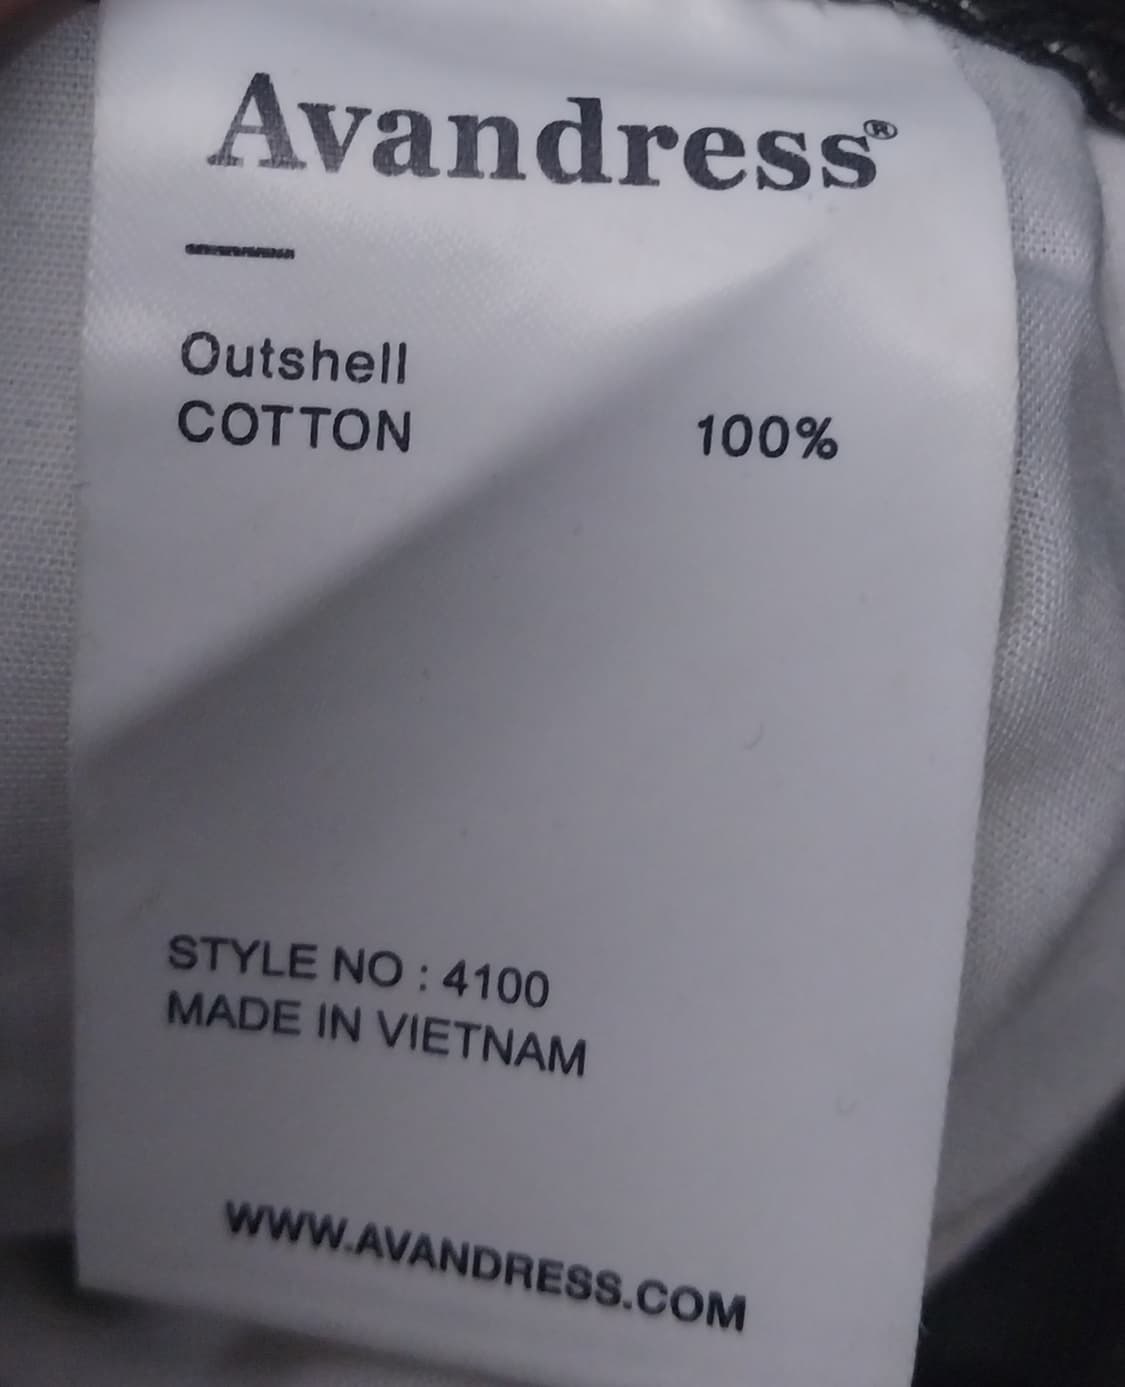 Avandress®
Outshell
COTTON 100%
STYLE NO : 4100
MADE IN VIETNAM
WWW.AVANDRESS.COM